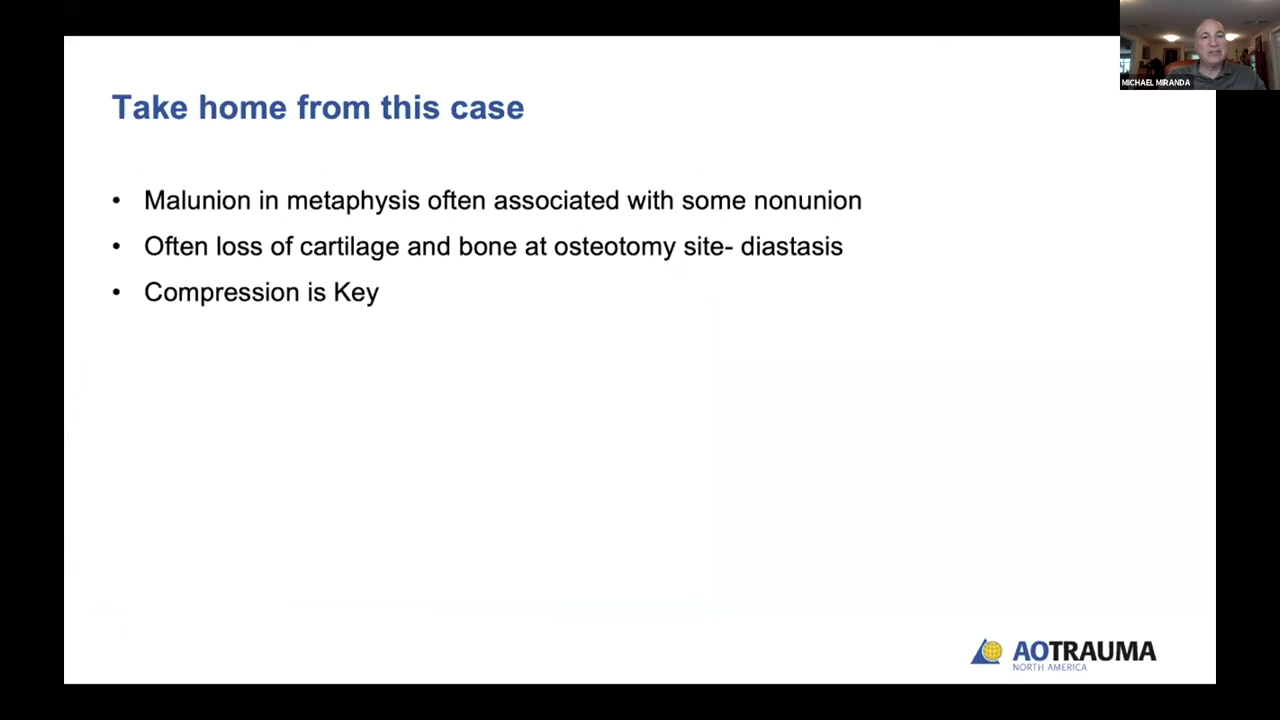 MICHAEL MIRANDA
Take home from this case
• Malunion in metaphysis often associated with some nonunion
• Often loss of cartilage and bone at osteotomy site- diastasis
• Compression is Key
AOTRAUMA
NORTH AMERICA